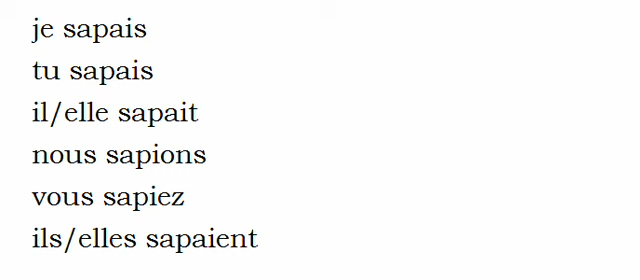 je sapais
tu sapais
il/elle sapait
nous sapions
vous sapiez
ils/elles sapaient